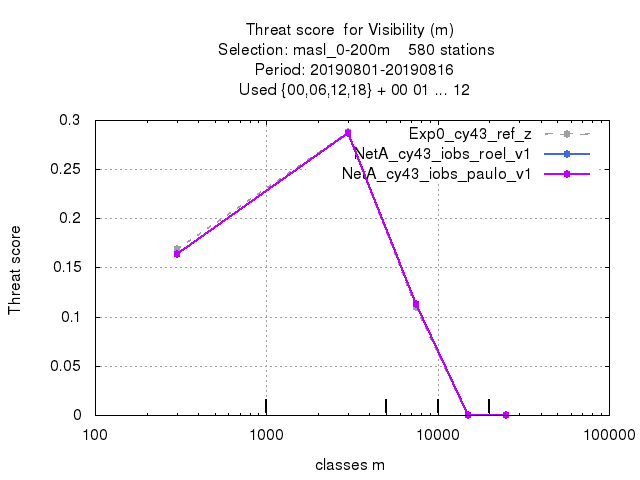 Threat score  for Visibility (m)
Selection: masl_0-200m    580 stations
Period: 20190801-20190816
Used {00,06,12,18} + 00 01 ... 12
Exp0_cy43_ref_z
NetA_cy43_iobs_roel_v1
NetA_cy43_iobs_paulo_v1
0.3
0.25
0.2
0.15
0.1
0.05
0
Threat score
100
1000
10000
100000
classes m